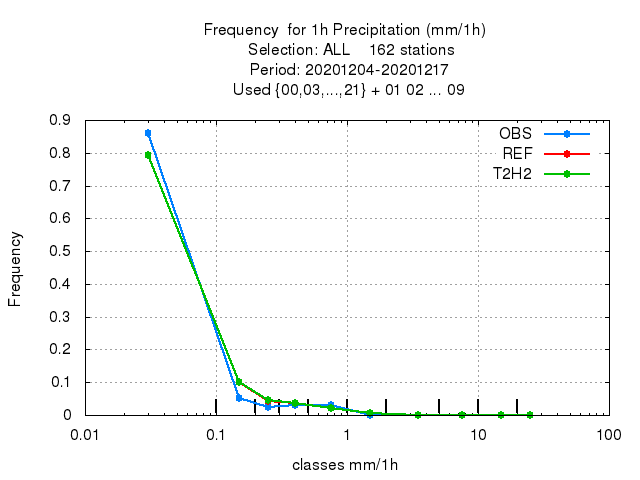 Frequency  for 1h Precipitation (mm/1h)
Selection: ALL    162 stations
Period: 20201204-20201217
Used {00,03,...,21} + 01 02 ... 09
OBS
REF
T2H2
Frequency
0.9
0.8
0.7
0.6
0.5
0.4
0.3
0.2
0.1
0
0.01 0.1 1 10 100
classes mm/1h